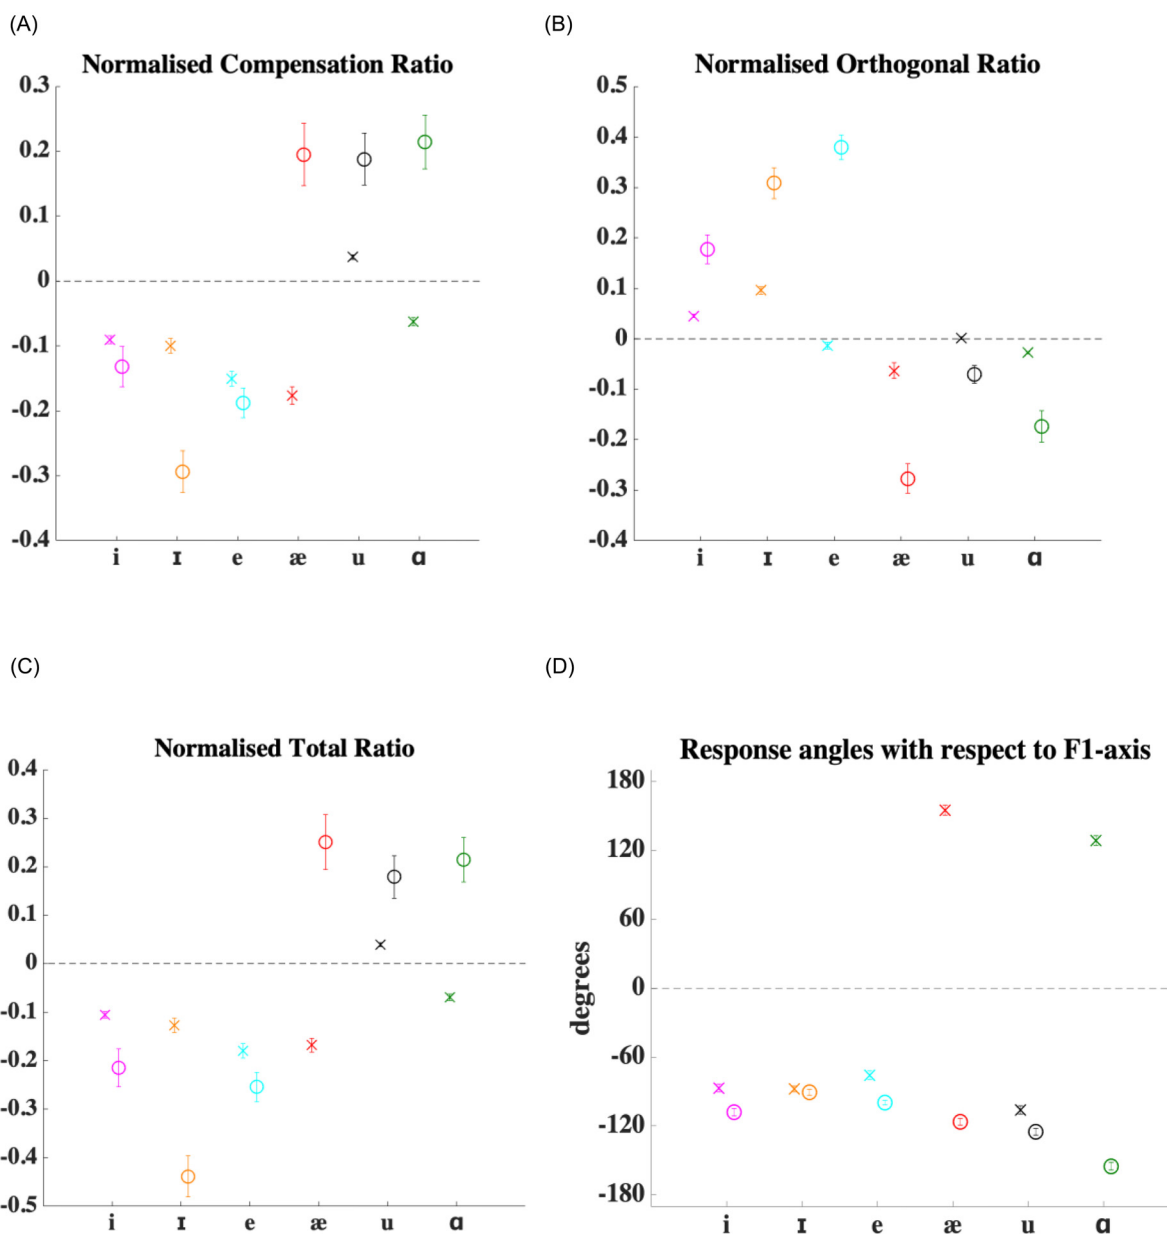 (A)
Normalised Compensation Ratio
0.3
0.2
0.1
0
-0.1
-0.2
-0.3
-0.4
i ɪ e æ u ɑ
(B)
Normalised Orthogonal Ratio
0.5
0.4
0.3
0.2
0.1
0
-0.1
-0.2
-0.3
-0.4
i ɪ e æ u ɑ
(C)
Normalised Total Ratio
0.4
0.3
0.2
0.1
0
-0.1
-0.2
-0.3
-0.4
-0.5
i ɪ e æ u ɑ
(D)
Response angles with respect to F1-axis
degrees
180
120
60
0
-60
-120
-180
i ɪ e æ u ɑ